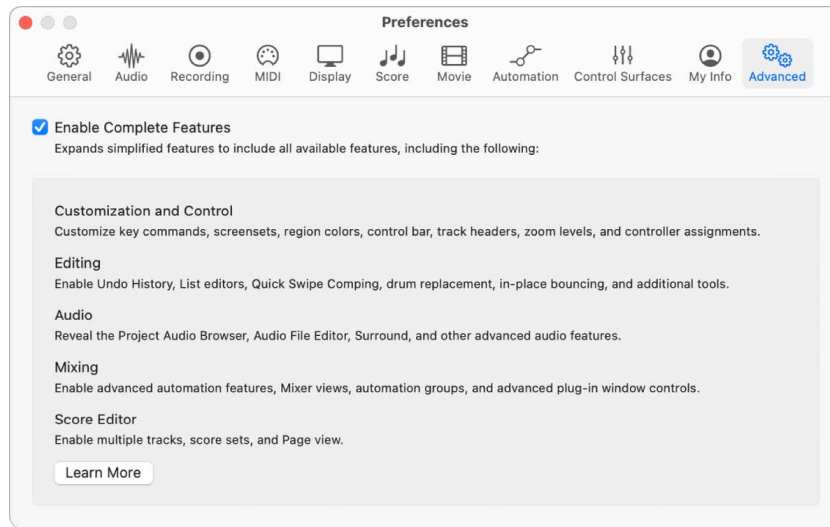 Preferences
General Audio Recording MIDI Display Score Movie Automation Control Surfaces My Info Advanced
Enable Complete Features
Expands simplified features to include all available features, including the following:
Customization and Control
Customize key commands, screensets, region colors, control bar, track headers, zoom levels, and controller assignments.
Editing
Enable Undo History, List editors, Quick Swipe Comping, drum replacement, in-place bouncing, and additional tools.
Audio
Reveal the Project Audio Browser, Audio File Editor, Surround, and other advanced audio features.
Mixing
Enable advanced automation features, Mixer views, automation groups, and advanced plug-in window controls.
Score Editor
Enable multiple tracks, score sets, and Page view.
Learn More